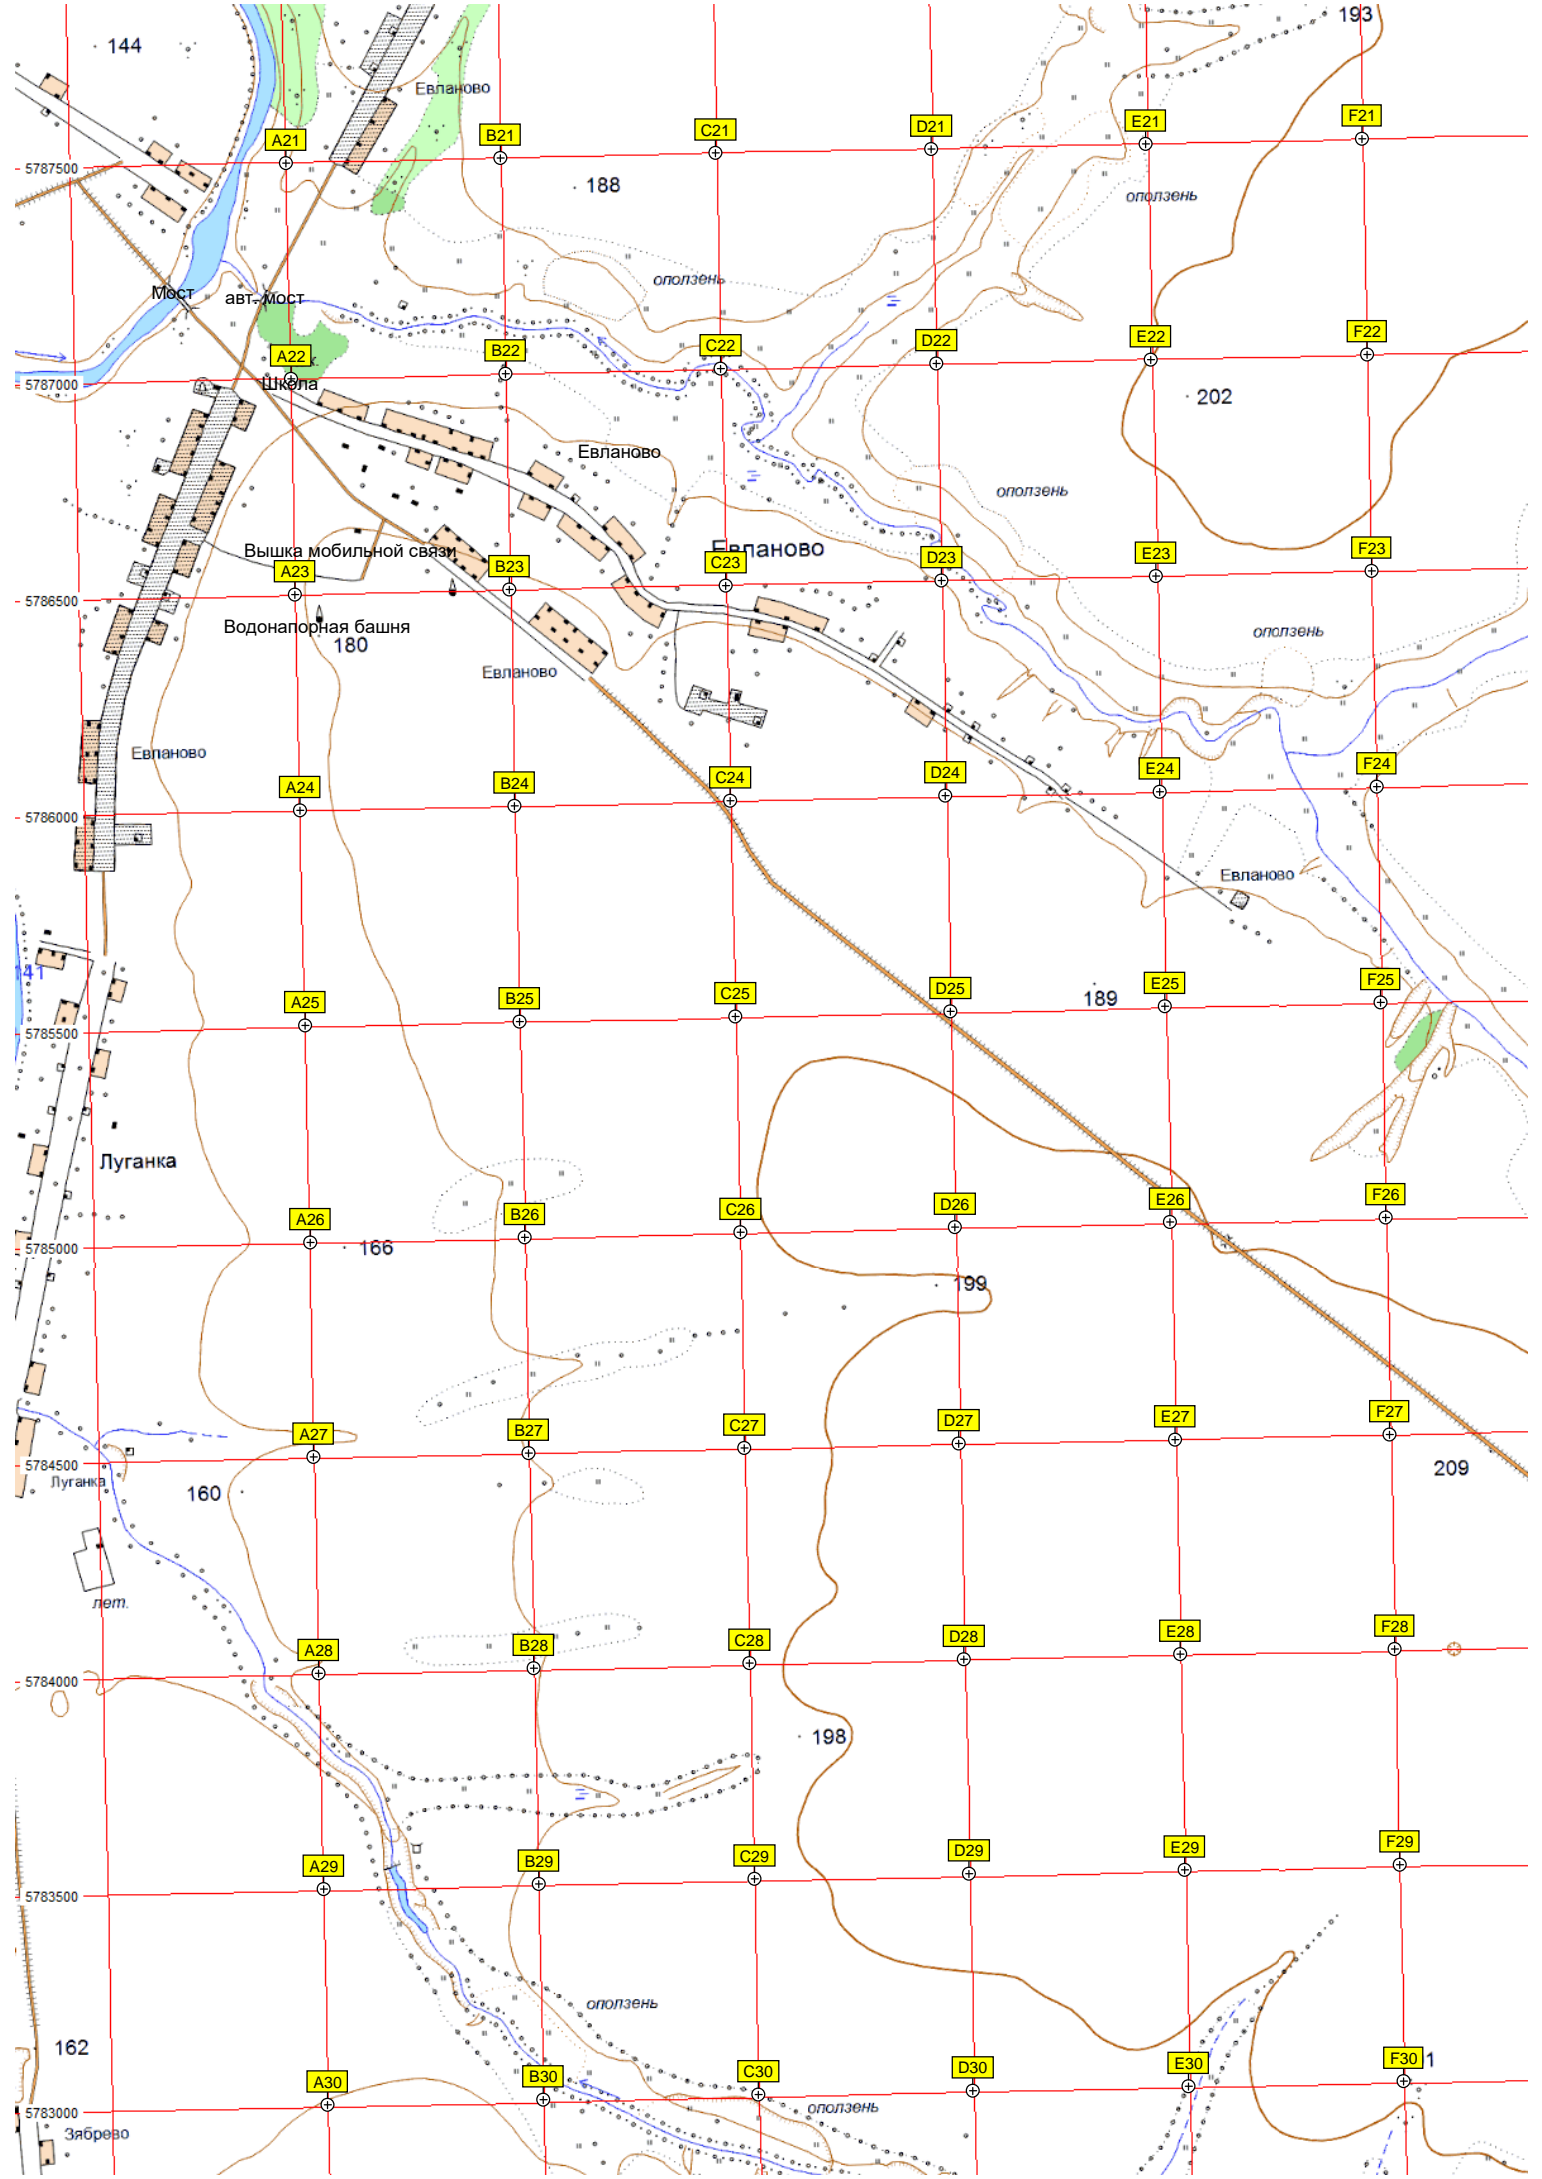 193
144
Евланово
A21
B21
C21
D21
E21
F21
5787500
188
оползень
оползень
Мост
авт. мост
A22
B22
C22
D22
E22
F22
5787000
Школа
202
Евланово
оползень
Вышка мобильной связи
Евланово
A23
B23
C23
D23
E23
F23
5786500
Водонапорная башня
180
оползень
Евланово
Евланово
A24
B24
C24
D24
E24
F24
5786000
Евланово
141
A25
B25
C25
D25
E25
F25
189
5785500
Луганка
A26
B26
C26
D26
E26
F26
5785000
166
199
A27
B27
C27
D27
E27
F27
5784500
Луганка
209
160
лет.
A28
B28
C28
D28
E28
F28
5784000
198
A29
B29
C29
D29
E29
F29
5783500
оползень
162
A30
B30
C30
D30
E30
F30
1
5783000
оползень
Зябрево